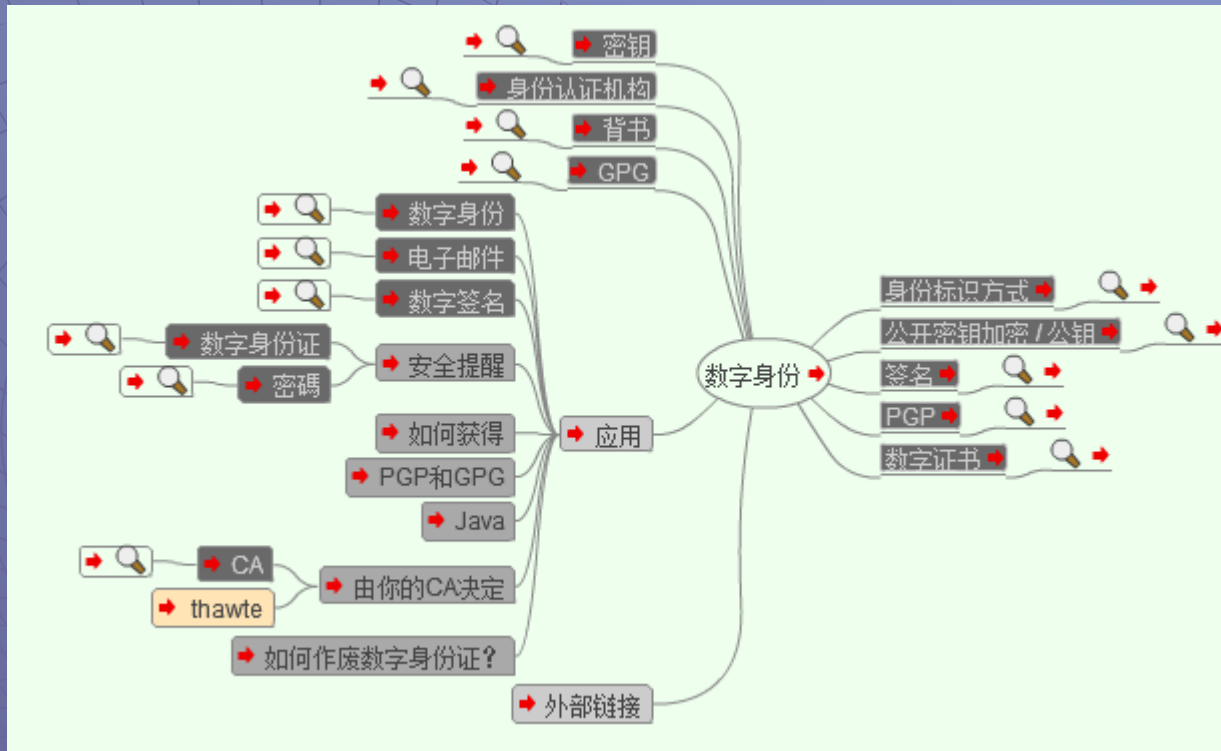 密钥
身份认证机构
背书
GPG
数字身份
电子邮件
数字签名
数字身份证
安全提醒
密碼
如何获得
PGP和GPG
Java
CA
由你的CA决定
thawte
如何作废数字身份证？
应用
外部链接
数字身份
身份标识方式
公开密钥加密 / 公钥
签名
PGP
数字证书